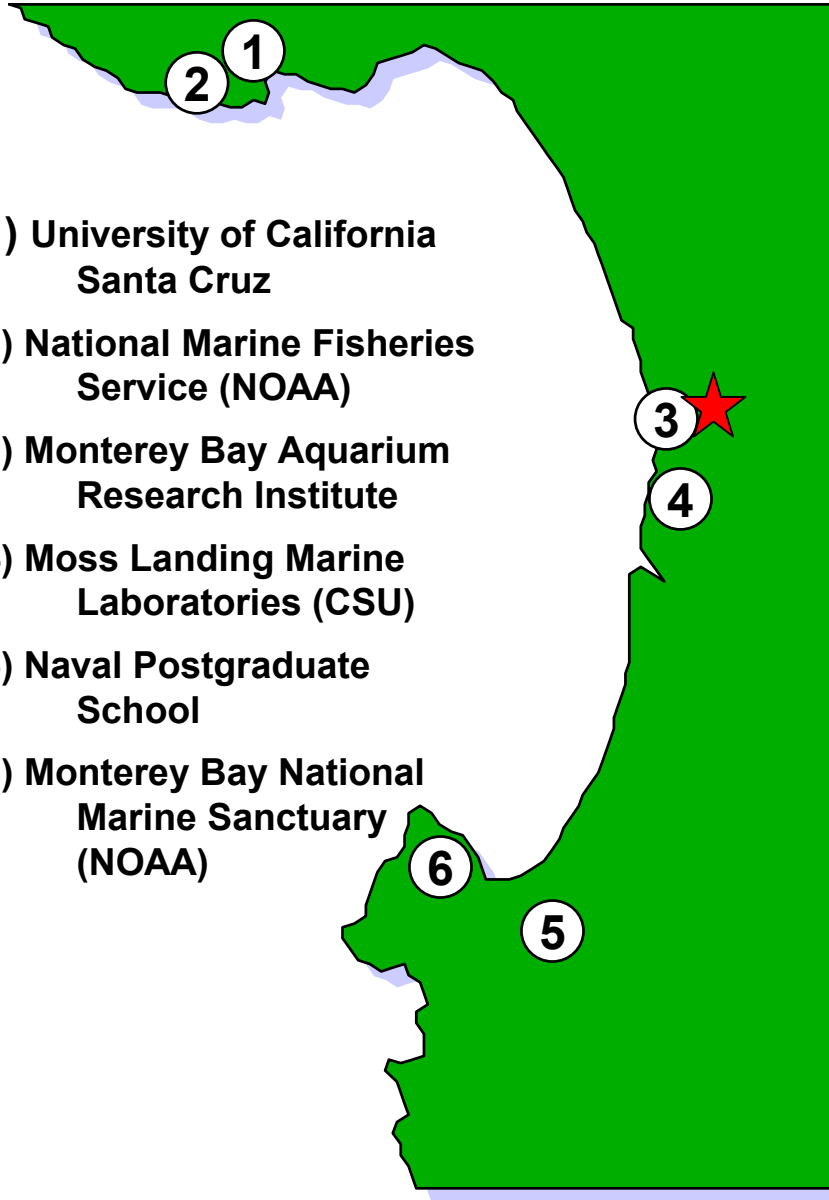 1
2
) University of California
Santa Cruz
) National Marine Fisheries
Service (NOAA)
3
) Monterey Bay Aquarium
Research Institute
4
) Moss Landing Marine
Laboratories (CSU)
) Naval Postgraduate
School
) Monterey Bay National
Marine Sanctuary
(NOAA)
6
5